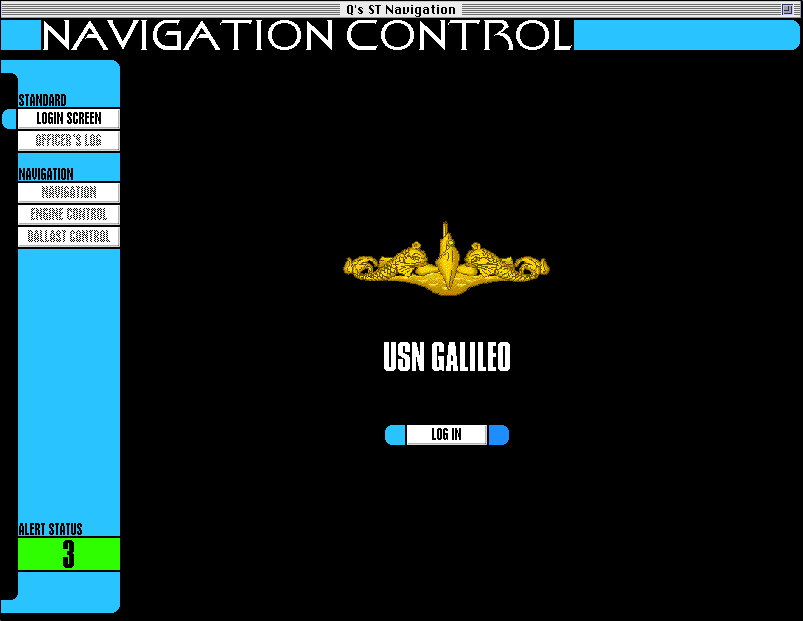 Q's ST Navigation
NAVIGATION CONTROL
STANDARD
LOGIN SCREEN
OFFICER'S LOG
NAVIGATION
NAVIGATION
ENGINE CONTROL
BALLAST CONTROL
USN GALILEO
LOG IN
ALERT STATUS
3